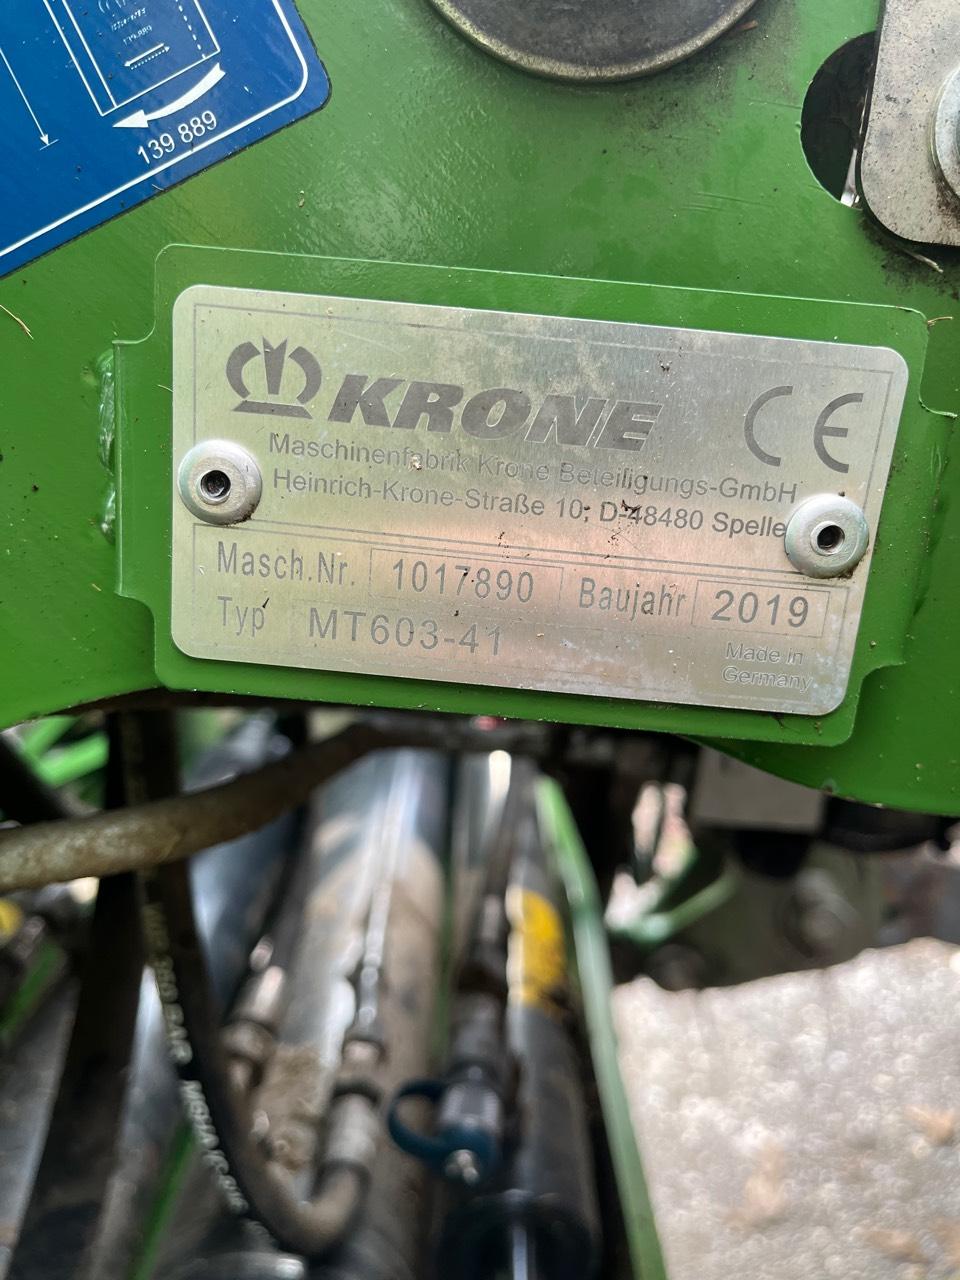 139 889
KRONE
CE
Maschinenfabrik Krone Beteiligungs-GmbH
Heinrich-Krone-Straße 10, D-48480 Spelle
Masch.Nr. 1017890 Baujahr 2019
Typ MT603-41
Made in
Germany